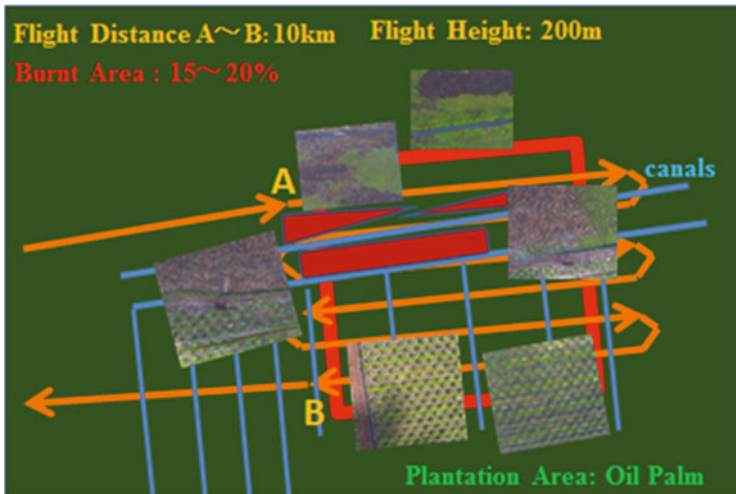 Flight Distance A～B: 10km Flight Height: 200m
Burnt Area : 15～20%
canals
A
B
Plantation Area: Oil Palm